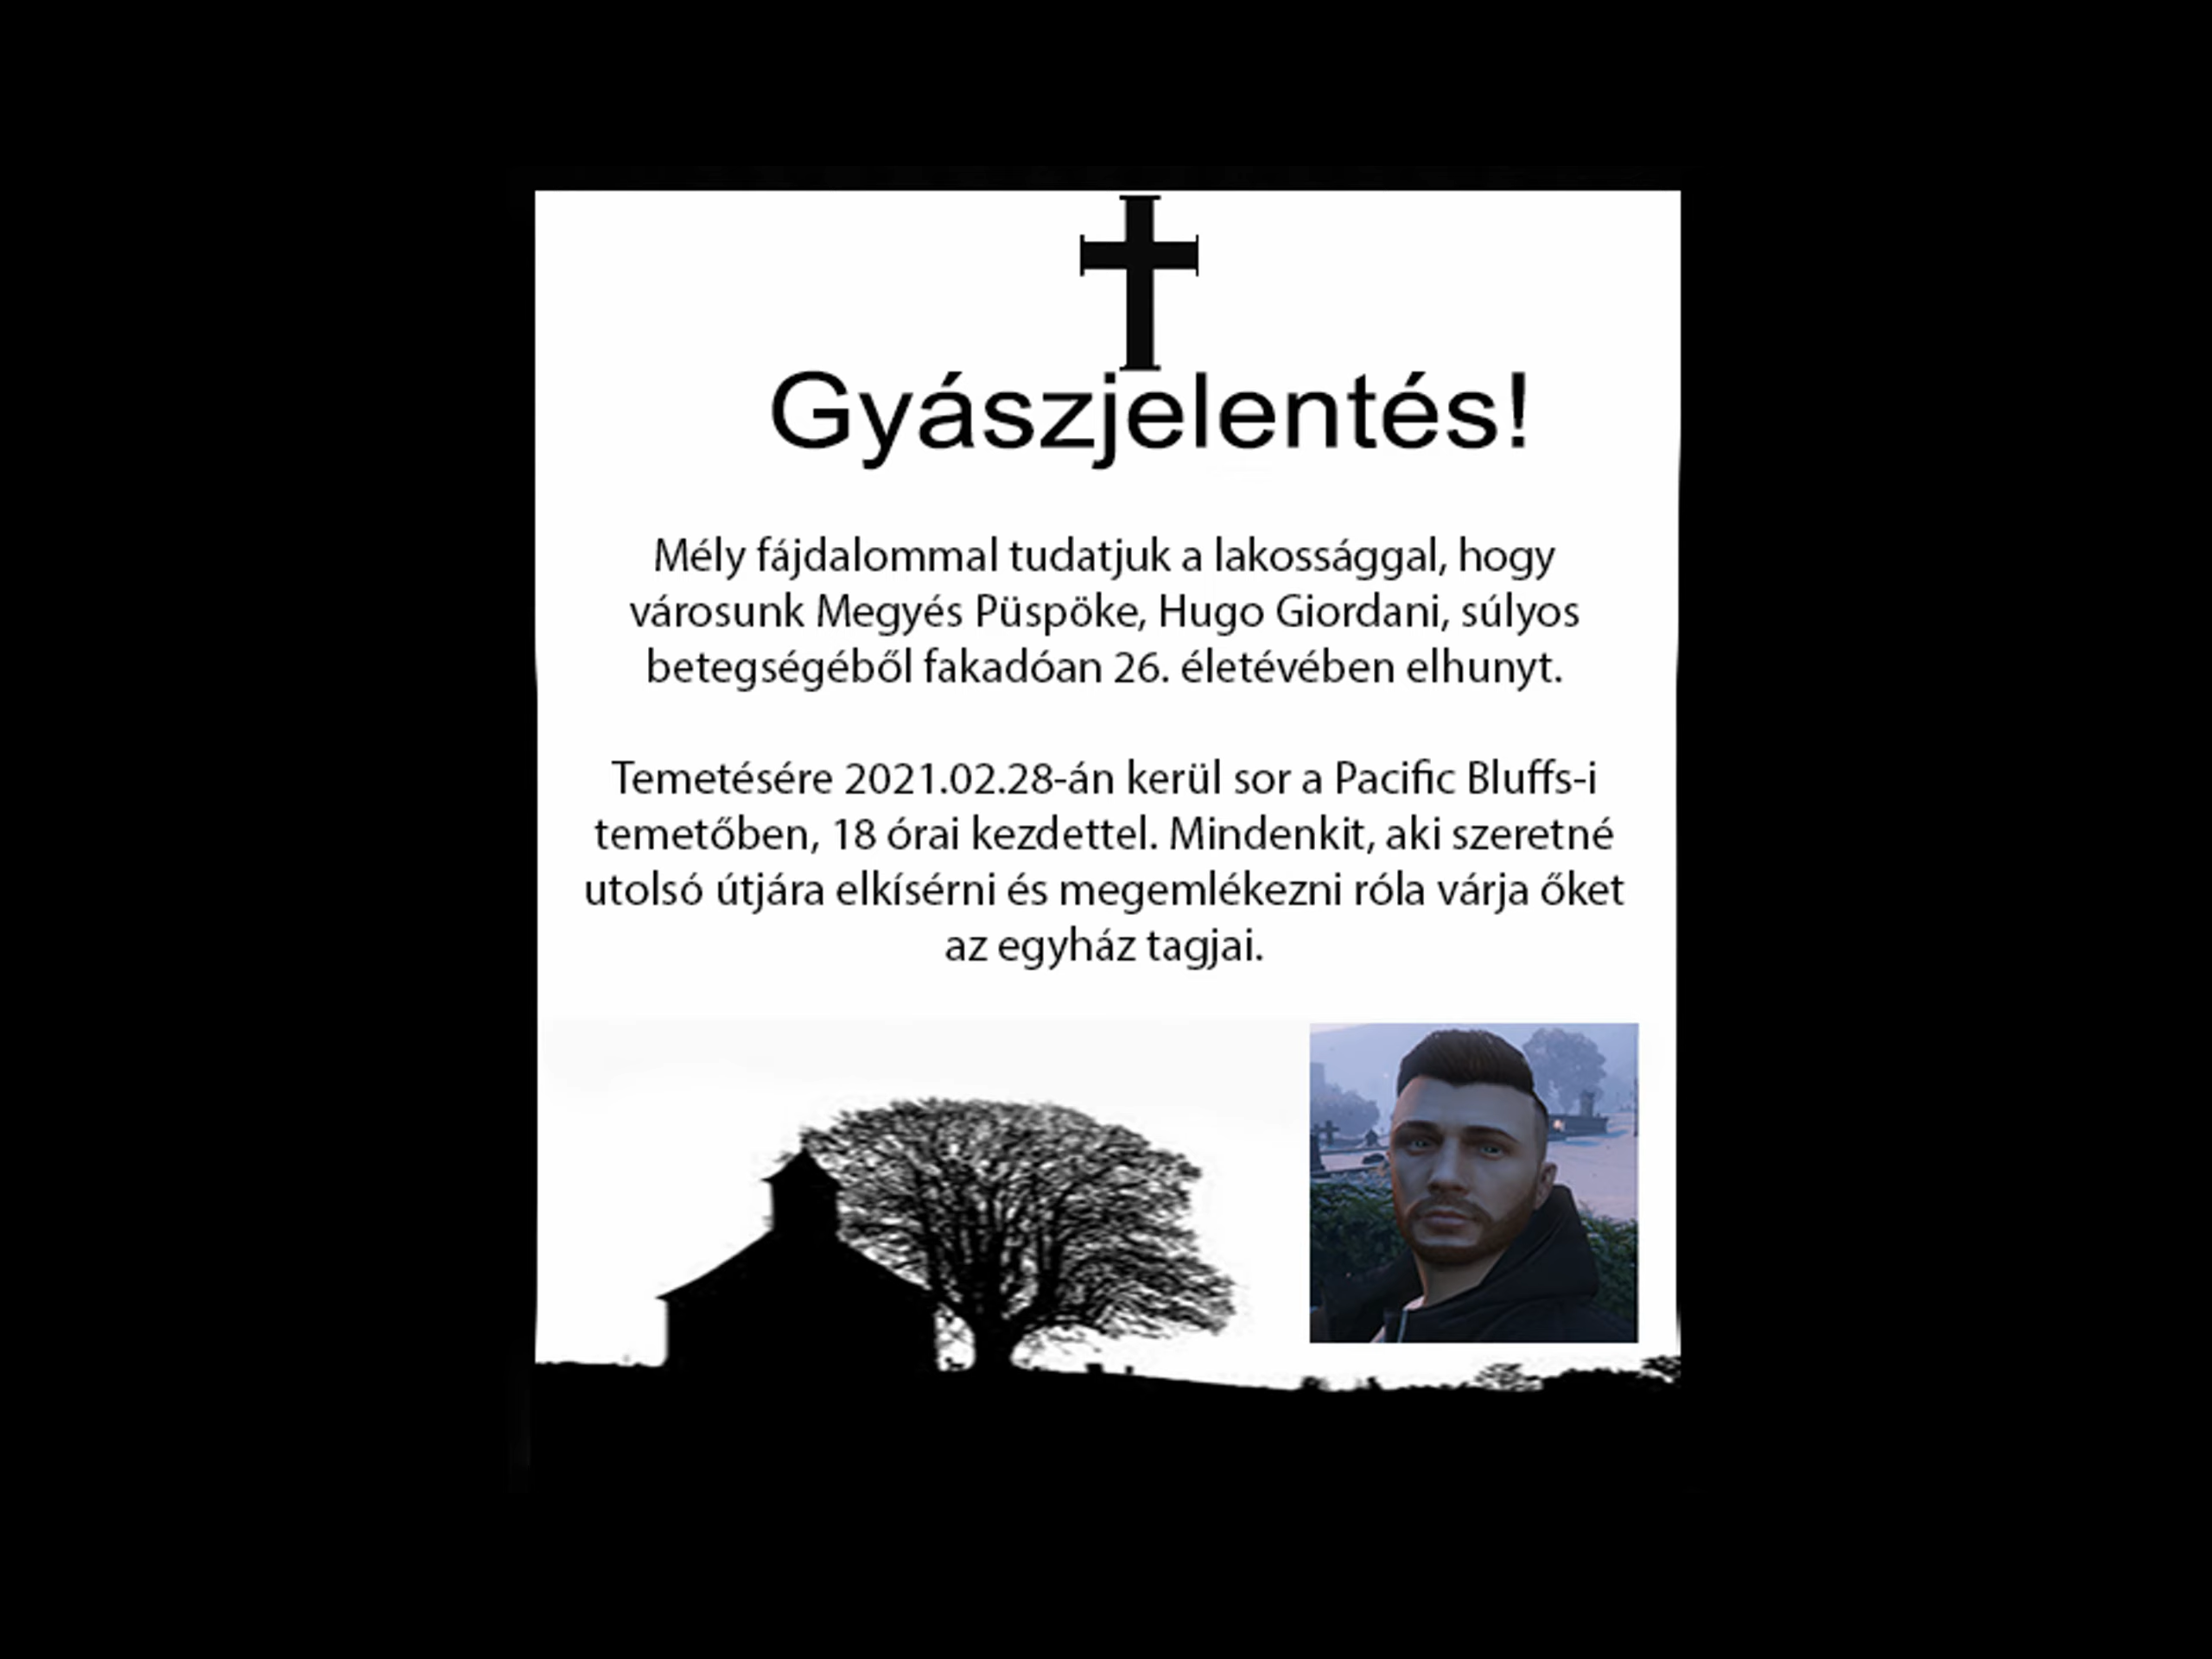 Gyászjelentés!
Mély fájdalommal tudatjuk a lakossággal, hogy
városunk Megyés Püspöke, Hugo Giordani, súlyos
betegségéből fakadóan 26. életévében elhunyt.
Temetésére 2021.02.28-án kerül sor a Pacific Bluffs-i
temetőben, 18 órai kezdettel. Mindenkit, aki szeretné
utolsó útjára elkísérni és megemlékezni róla várja őket
az egyház tagjai.